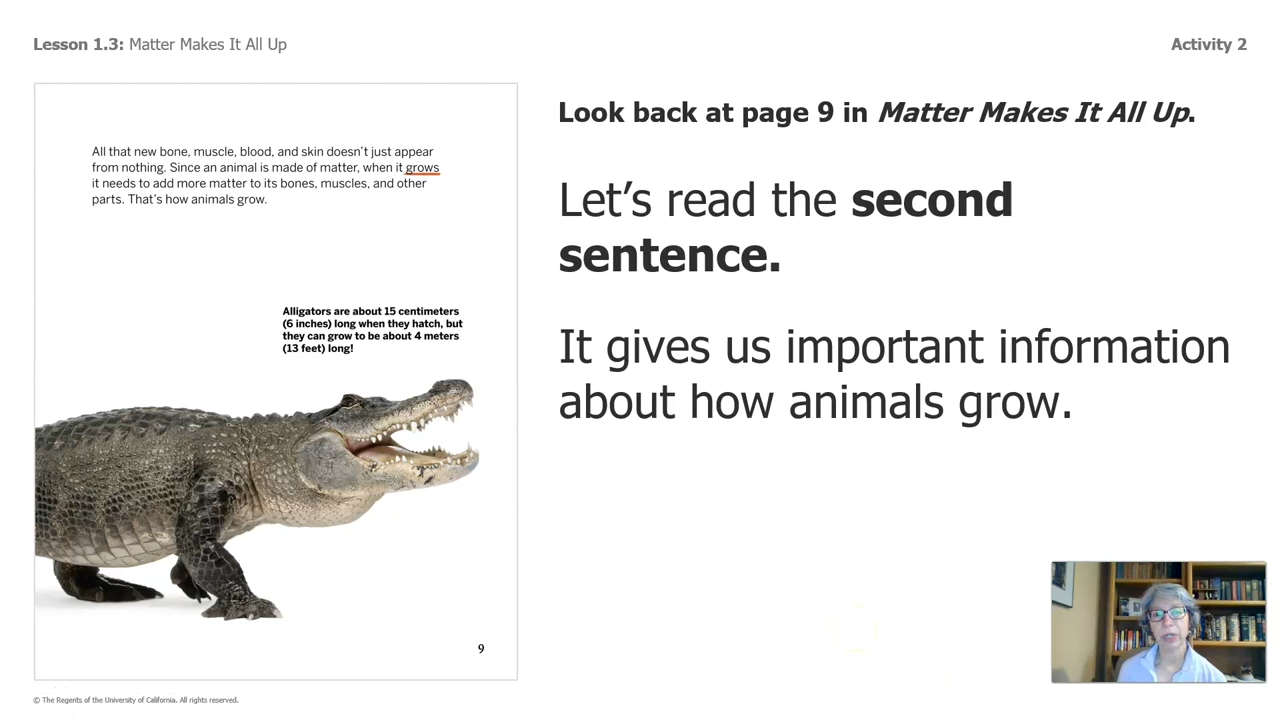 Lesson 1.3: Matter Makes It All Up
Activity 2
All that new bone, muscle, blood, and skin doesn’t just appear
from nothing. Since an animal is made of matter, when it grows
it needs to add more matter to its bones, muscles, and other
parts. That’s how animals grow.
Alligators are about 15 centimeters
(6 inches) long when they hatch, but
they can grow to be about 4 meters
(13 feet) long!
9
Look back at page 9 in Matter Makes It All Up.
Let’s read the second
sentence.
It gives us important information
about how animals grow.
© The Regents of the University of California. All rights reserved.